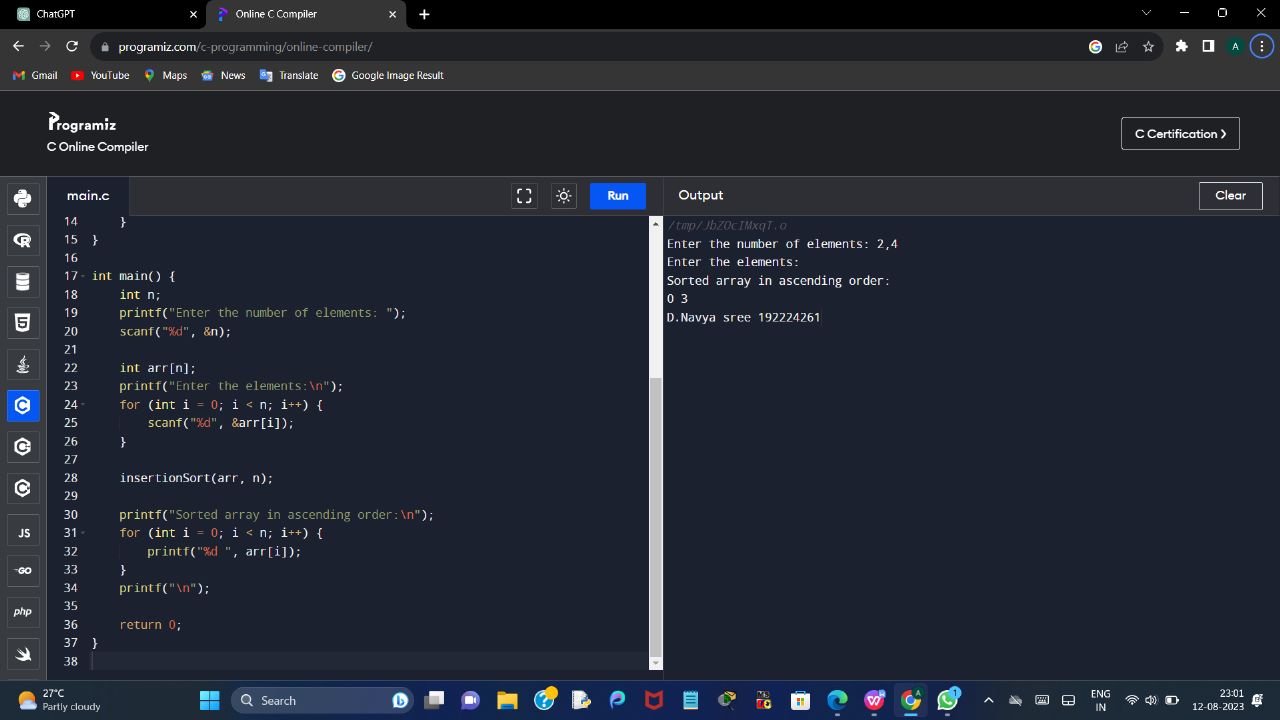 ChatGPT
Online C Compiler
programiz.com/c-programming/online-compiler/
A
Gmail
YouTube
Maps
News
Translate
Google Image Result
Programiz
C Online Compiler
C Certification
main.c
Run
Output
Clear
14 }
15 }
16
17 int main() {
18 int n;
19 printf("Enter the number of elements: ");
20 scanf("%d", &n);
21
22 int arr[n];
23 printf("Enter the elements:\n");
24 for (int i = 0; i < n; i++) {
25 scanf("%d", &arr[i]);
26 }
27
28 insertionSort(arr, n);
29
30 printf("Sorted array in ascending order:\n");
31 for (int i = 0; i < n; i++) {
32 printf("%d ", arr[i]);
33 }
34 printf("\n");
35
36 return 0;
37 }
38
/tmp/JbZOcIMxqT.o
Enter the number of elements: 2,4
Enter the elements:
Sorted array in ascending order:
0 3
D.Navya sree 192224261
JS
GO
php
27°C
Partly cloudy
Search
1
ENG
IN
23:01
12-08-2023